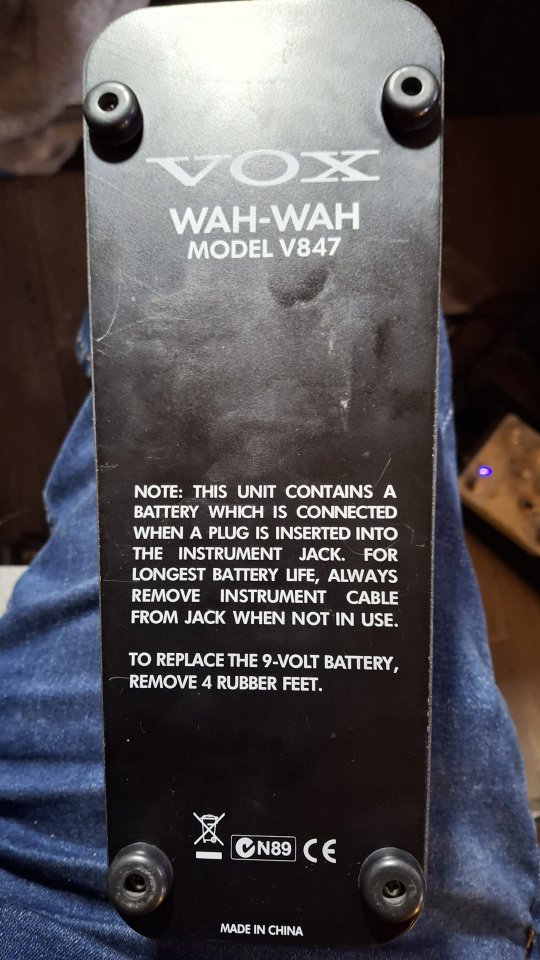 VOX
WAH-WAH
MODEL V847
NOTE: THIS UNIT CONTAINS A
BATTERY WHICH IS CONNECTED
WHEN A PLUG IS INSERTED INTO
THE INSTRUMENT JACK. FOR
LONGEST BATTERY LIFE, ALWAYS
REMOVE INSTRUMENT CABLE
FROM JACK WHEN NOT IN USE.
TO REPLACE THE 9-VOLT BATTERY,
REMOVE 4 RUBBER FEET.
N89 CE
MADE IN CHINA